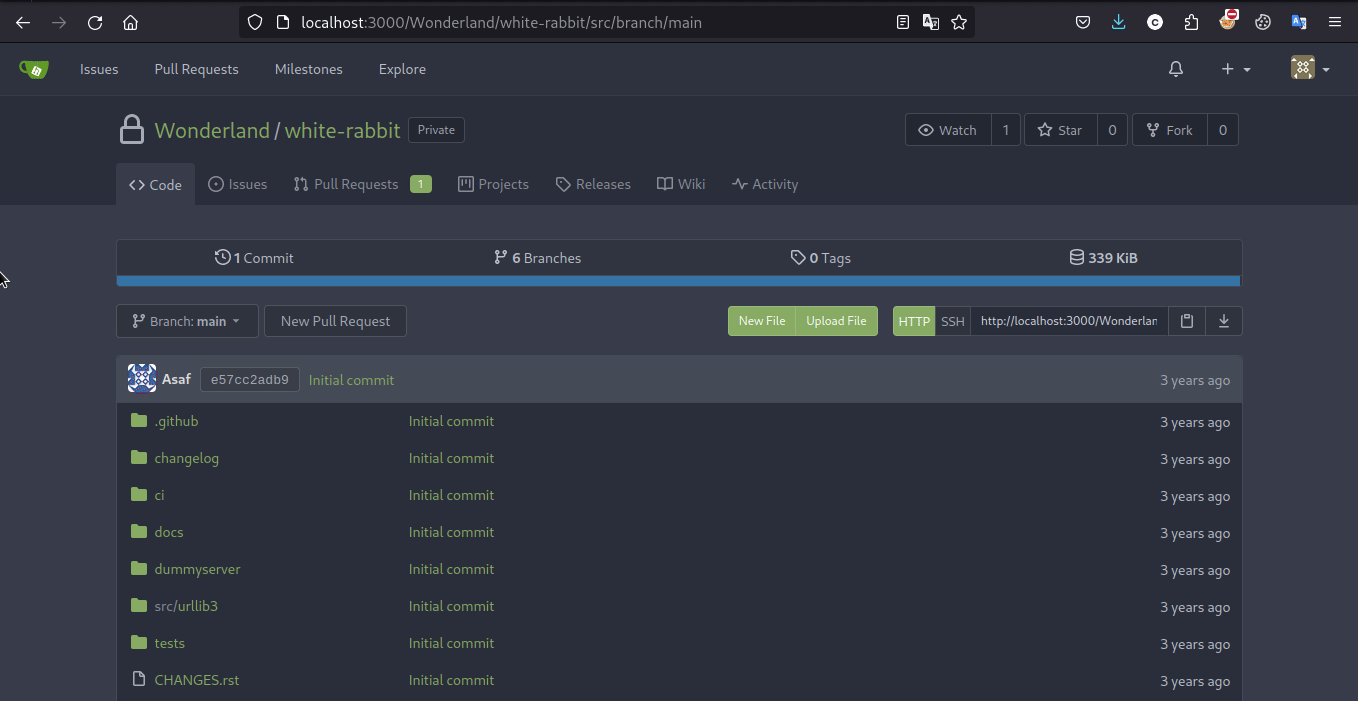 localhost:3000/Wonderland/white-rabbit/src/branch/main
Issues Pull Requests Milestones Explore
Wonderland / white-rabbit Private
Watch 1 Star 0 Fork 0
Code Issues Pull Requests 1 Projects Releases Wiki Activity
1 Commit 6 Branches 0 Tags 339 KiB
Branch: main New Pull Request New File Upload File HTTP SSH http://localhost:3000/Wonderlan
Asaf e57cc2adb9 Initial commit 3 years ago
.github Initial commit 3 years ago
changelog Initial commit 3 years ago
ci Initial commit 3 years ago
docs Initial commit 3 years ago
dummyserver Initial commit 3 years ago
src/urllib3 Initial commit 3 years ago
tests Initial commit 3 years ago
CHANGES.rst Initial commit 3 years ago